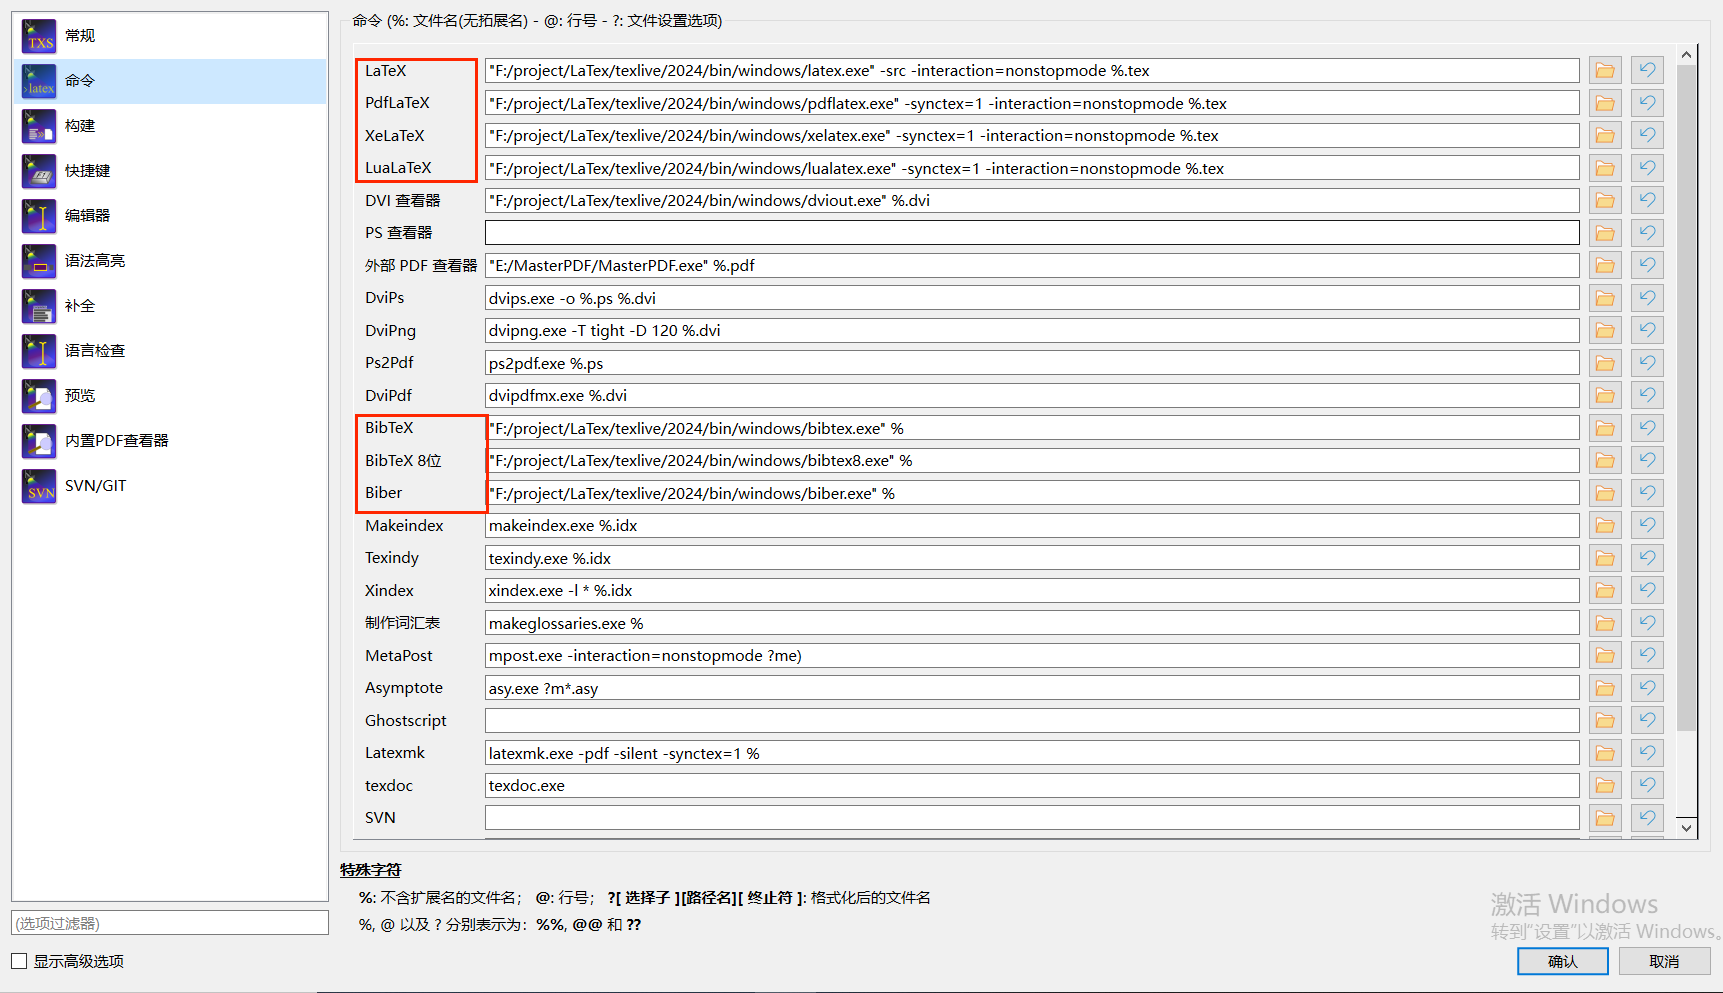 TXS 常规
>latex 命令
构建
快捷键
编辑器
语法高亮
补全
语言检查
预览
内置PDF查看器
SVN SVN/GIT
(选项过滤器)
显示高级选项
命令 (%: 文件名(无拓展名) - @: 行号 - ?: 文件设置选项)
LaTeX "F:/project/LaTex/texlive/2024/bin/windows/latex.exe" -src -interaction=nonstopmode %.tex
PdfLaTeX "F:/project/LaTex/texlive/2024/bin/windows/pdflatex.exe" -synctex=1 -interaction=nonstopmode %.tex
XeLaTeX "F:/project/LaTex/texlive/2024/bin/windows/xelatex.exe" -synctex=1 -interaction=nonstopmode %.tex
LuaLaTeX "F:/project/LaTex/texlive/2024/bin/windows/lualatex.exe" -synctex=1 -interaction=nonstopmode %.tex
DVI 查看器 "F:/project/LaTex/texlive/2024/bin/windows/dviout.exe" %.dvi
PS 查看器
外部 PDF 查看器 "E:/MasterPDF/MasterPDF.exe" %.pdf
DviPs dvips.exe -o %.ps %.dvi
DviPng dvipng.exe -T tight -D 120 %.dvi
Ps2Pdf ps2pdf.exe %.ps
DviPdf dvipdfmx.exe %.dvi
BibTeX "F:/project/LaTex/texlive/2024/bin/windows/bibtex.exe" %
BibTeX 8位 "F:/project/LaTex/texlive/2024/bin/windows/bibtex8.exe" %
Biber "F:/project/LaTex/texlive/2024/bin/windows/biber.exe" %
Makeindex makeindex.exe %.idx
Texindy texindy.exe %.idx
Xindex xindex.exe -l * %.idx
制作词汇表 makeglossaries.exe %
MetaPost mpost.exe -interaction=nonstopmode ?me)
Asymptote asy.exe ?m*.asy
Ghostscript
Latexmk latexmk.exe -pdf -silent -synctex=1 %
texdoc texdoc.exe
SVN
特殊字符
%: 不含扩展名的文件名； @: 行号； ?[ 选择子 ][路径名][ 终止符 ]: 格式化后的文件名
%, @ 以及 ? 分别表示为：%%, @@ 和 ??
激活 Windows
转到"设置"以激活 Windows。
确认 取消